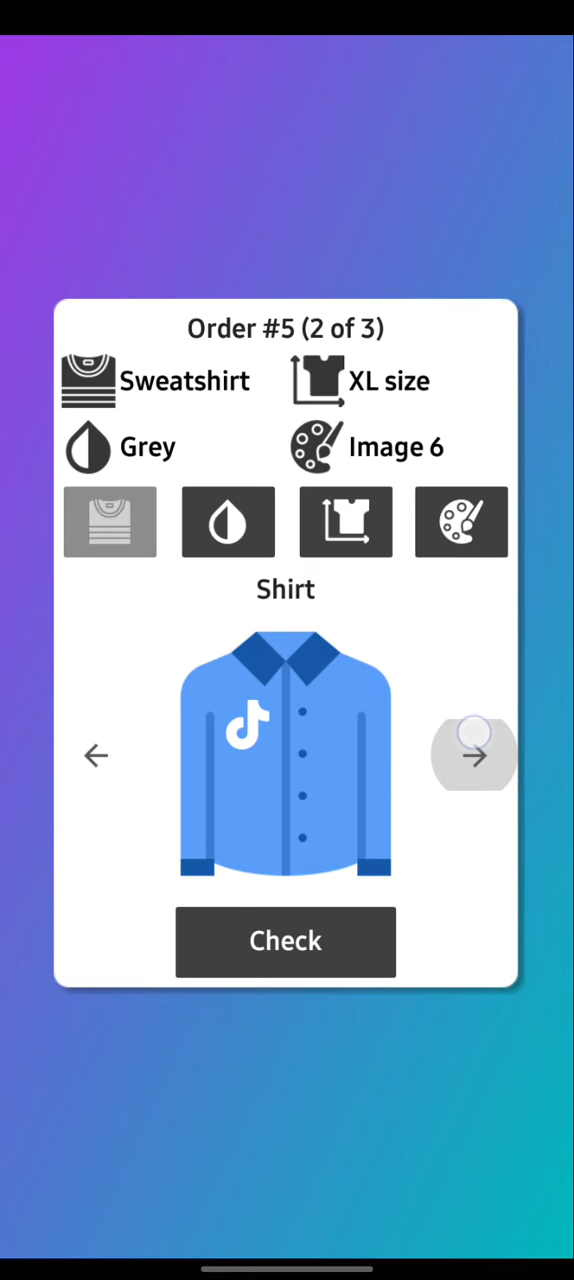 Order #5 (2 of 3)
Sweatshirt XL size
Grey Image 6
Shirt
Check